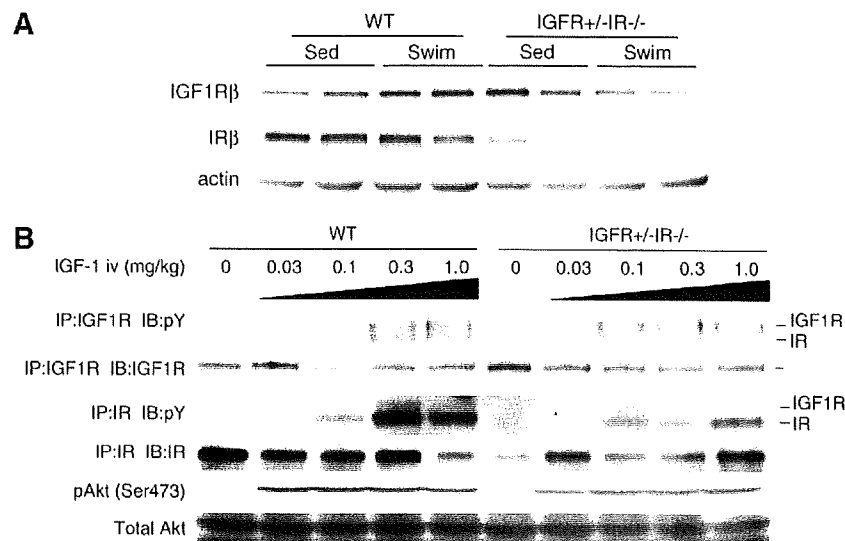 A
WT IGFR+/-IR-/-
Sed Swim Sed Swim
IGF1Rβ
IRβ
actin
B
WT IGFR+/-IR-/-
IGF-1 iv (mg/kg) 0 0.03 0.1 0.3 1.0 0 0.03 0.1 0.3 1.0
IP:IGF1R IB:pY
IGF1R
IR
IP:IGF1R IB:IGF1R
IP:IR IB:pY
IGF1R
IR
IP:IR IB:IR
pAkt (Ser473)
Total Akt